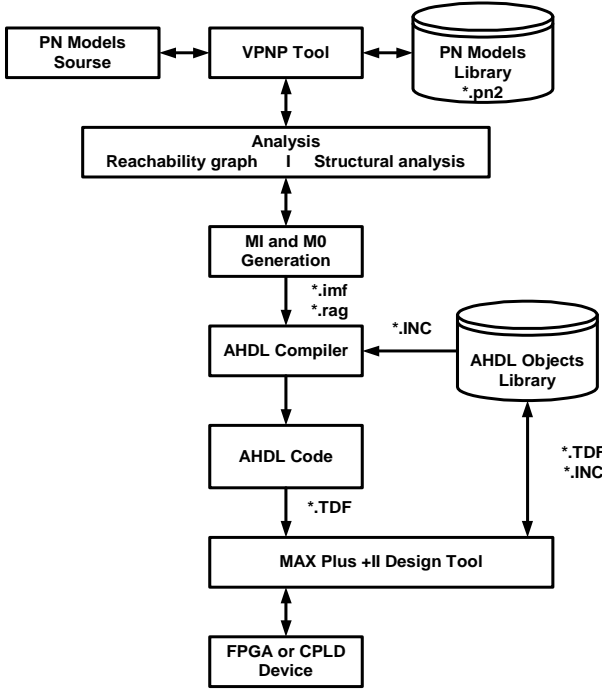 PN Models
Sourse
VPNP Tool
PN Models
Library
*.pn2
Analysis
Reachability graph I Structural analysis
MI and M0
Generation
*.imf
*.rag
*.INC
AHDL Compiler
AHDL Objects
Library
AHDL Code
*.TDF
*.INC
*.TDF
MAX Plus +II Design Tool
FPGA or CPLD
Device